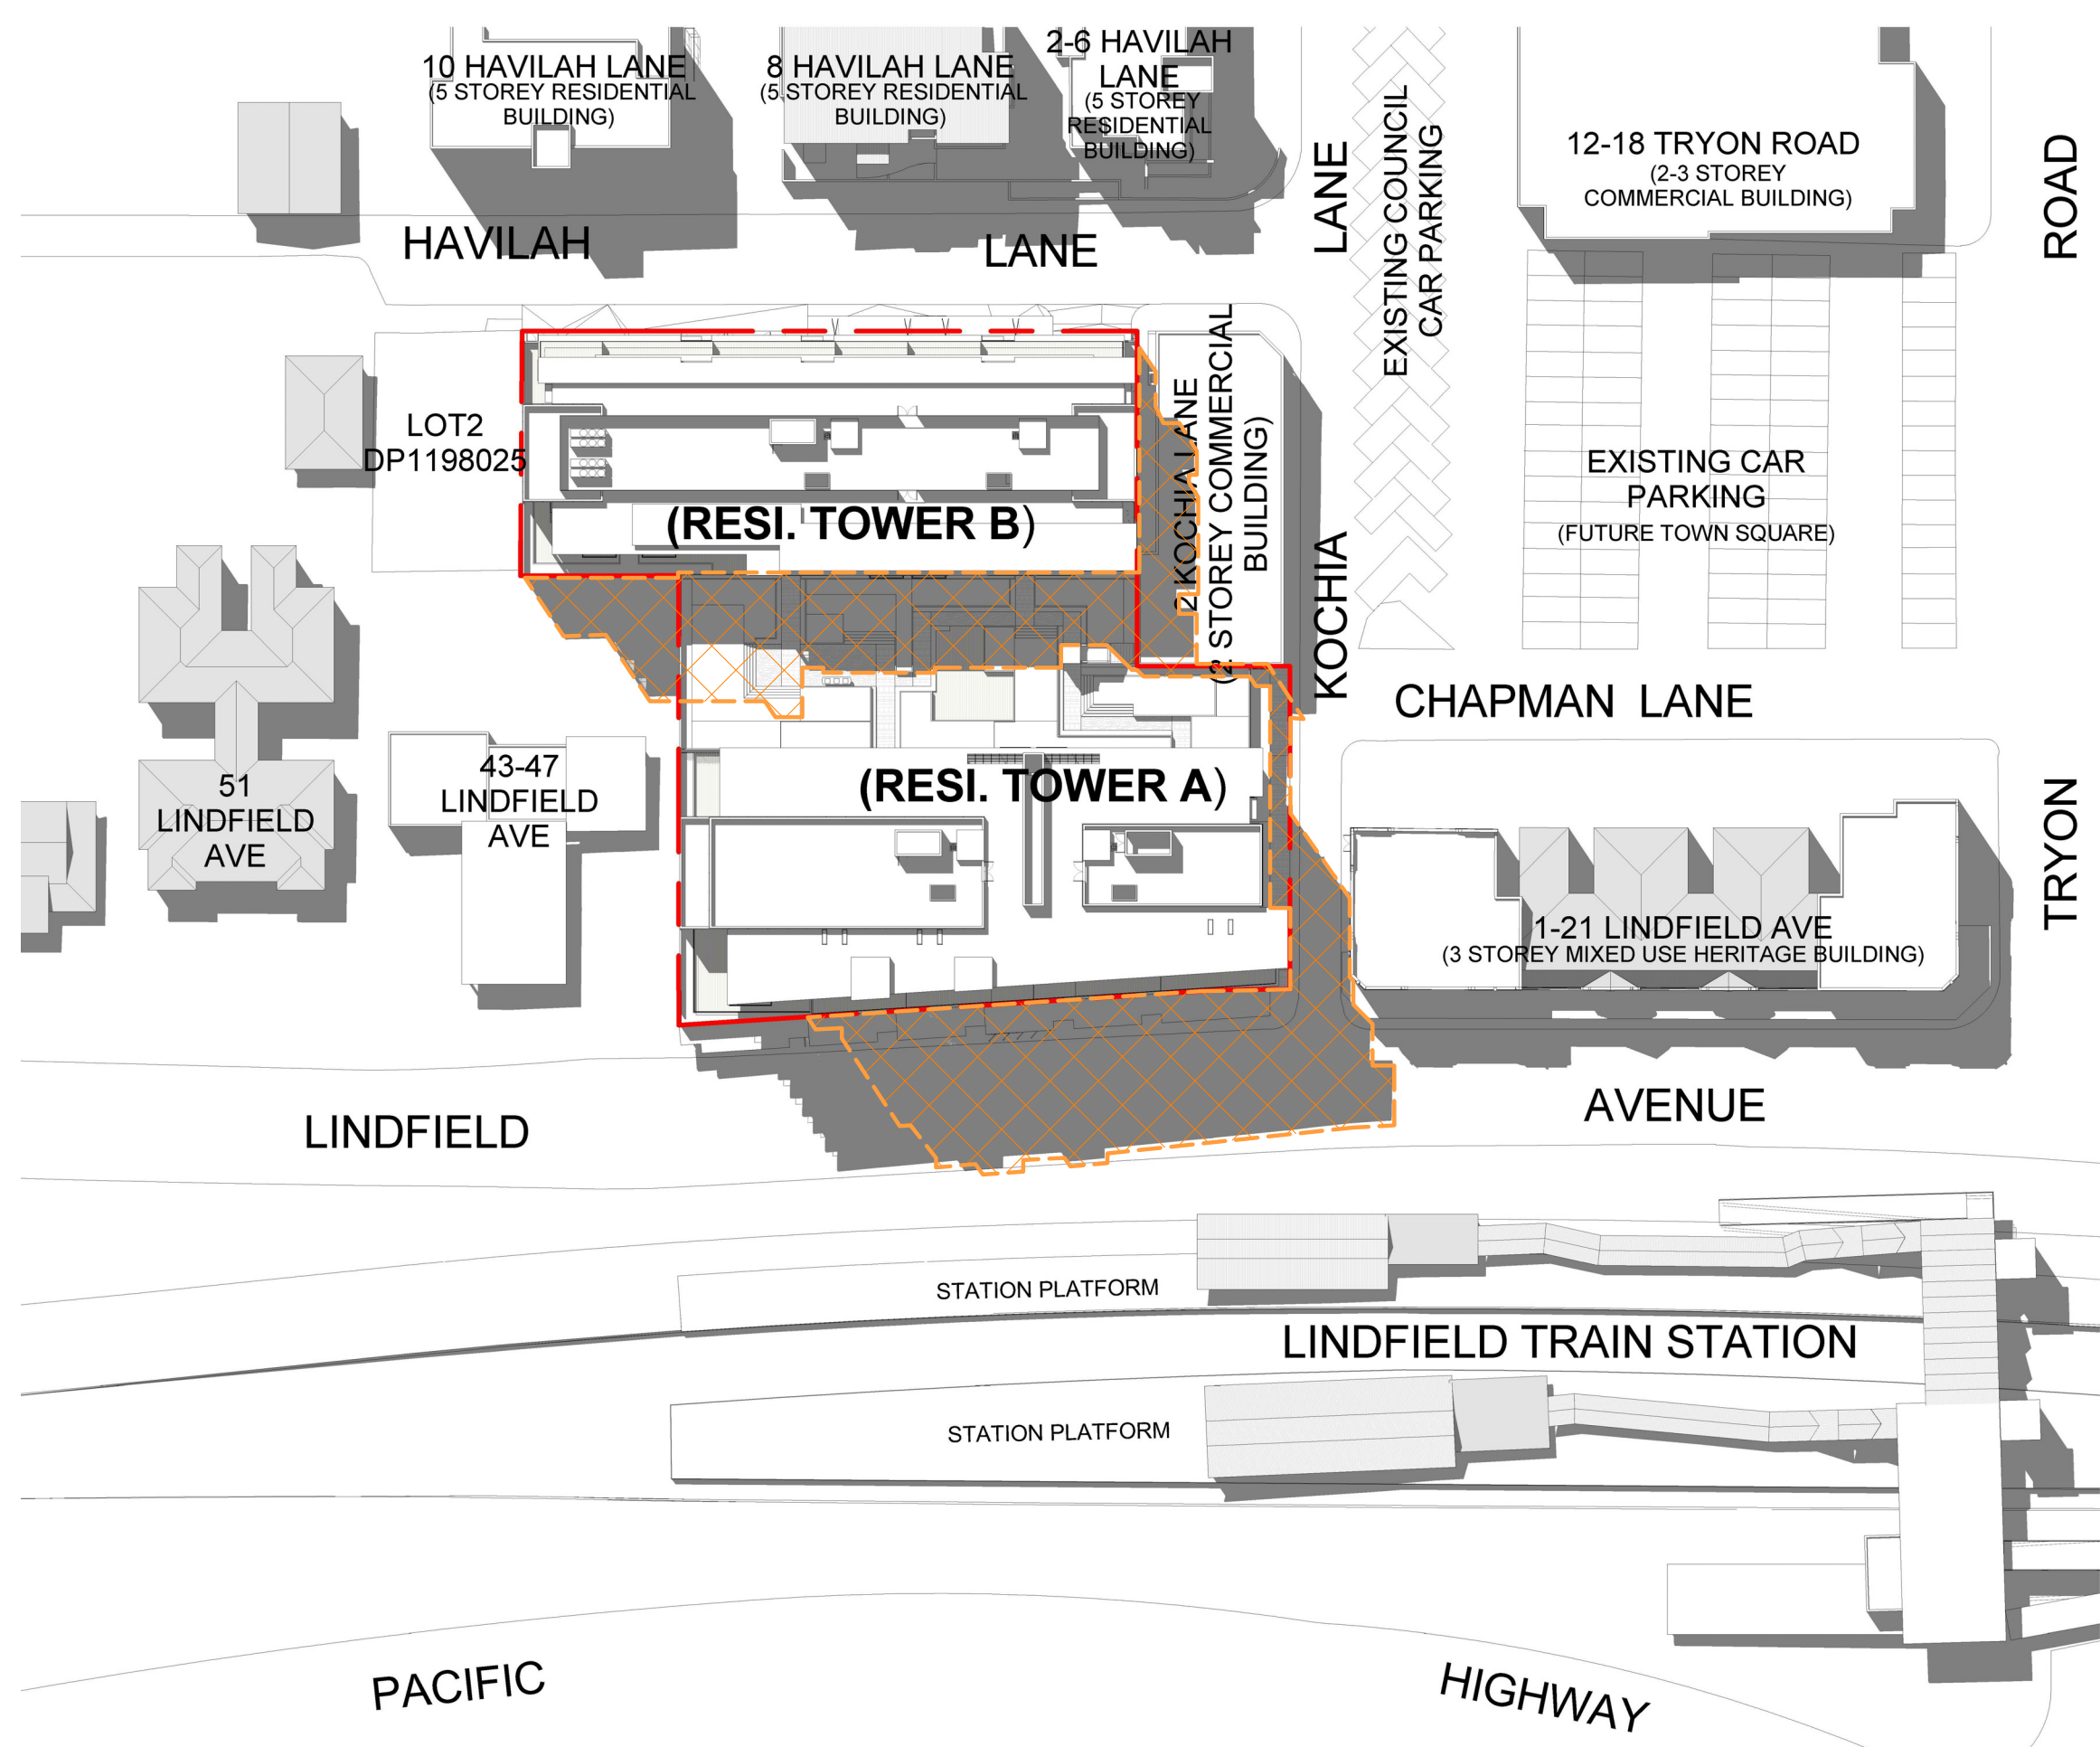 10 HAVILAH LANE
(5 STOREY RESIDENTIAL
BUILDING)
8 HAVILAH LANE
(5 STOREY RESIDENTIAL
BUILDING)
2-6 HAVILAH
LANE
(5 STOREY
RESIDENTIAL
BUILDING)
LANE
EXISTING COUNCIL
CAR PARKING
12-18 TRYON ROAD
(2-3 STOREY
COMMERCIAL BUILDING)
ROAD
HAVILAH
LANE
LOT2
DP1198025
2 KOCHIA LANE
(2 STOREY COMMERCIAL
BUILDING)
EXISTING CAR
PARKING
(FUTURE TOWN SQUARE)
(RESI. TOWER B)
KOCHIA
CHAPMAN LANE
(RESI. TOWER A)
51
LINDFIELD
AVE
43-47
LINDFIELD
AVE
TRYON
1-21 LINDFIELD AVE
(3 STOREY MIXED USE HERITAGE BUILDING)
LINDFIELD
AVENUE
STATION PLATFORM
LINDFIELD TRAIN STATION
STATION PLATFORM
PACIFIC
HIGHWAY